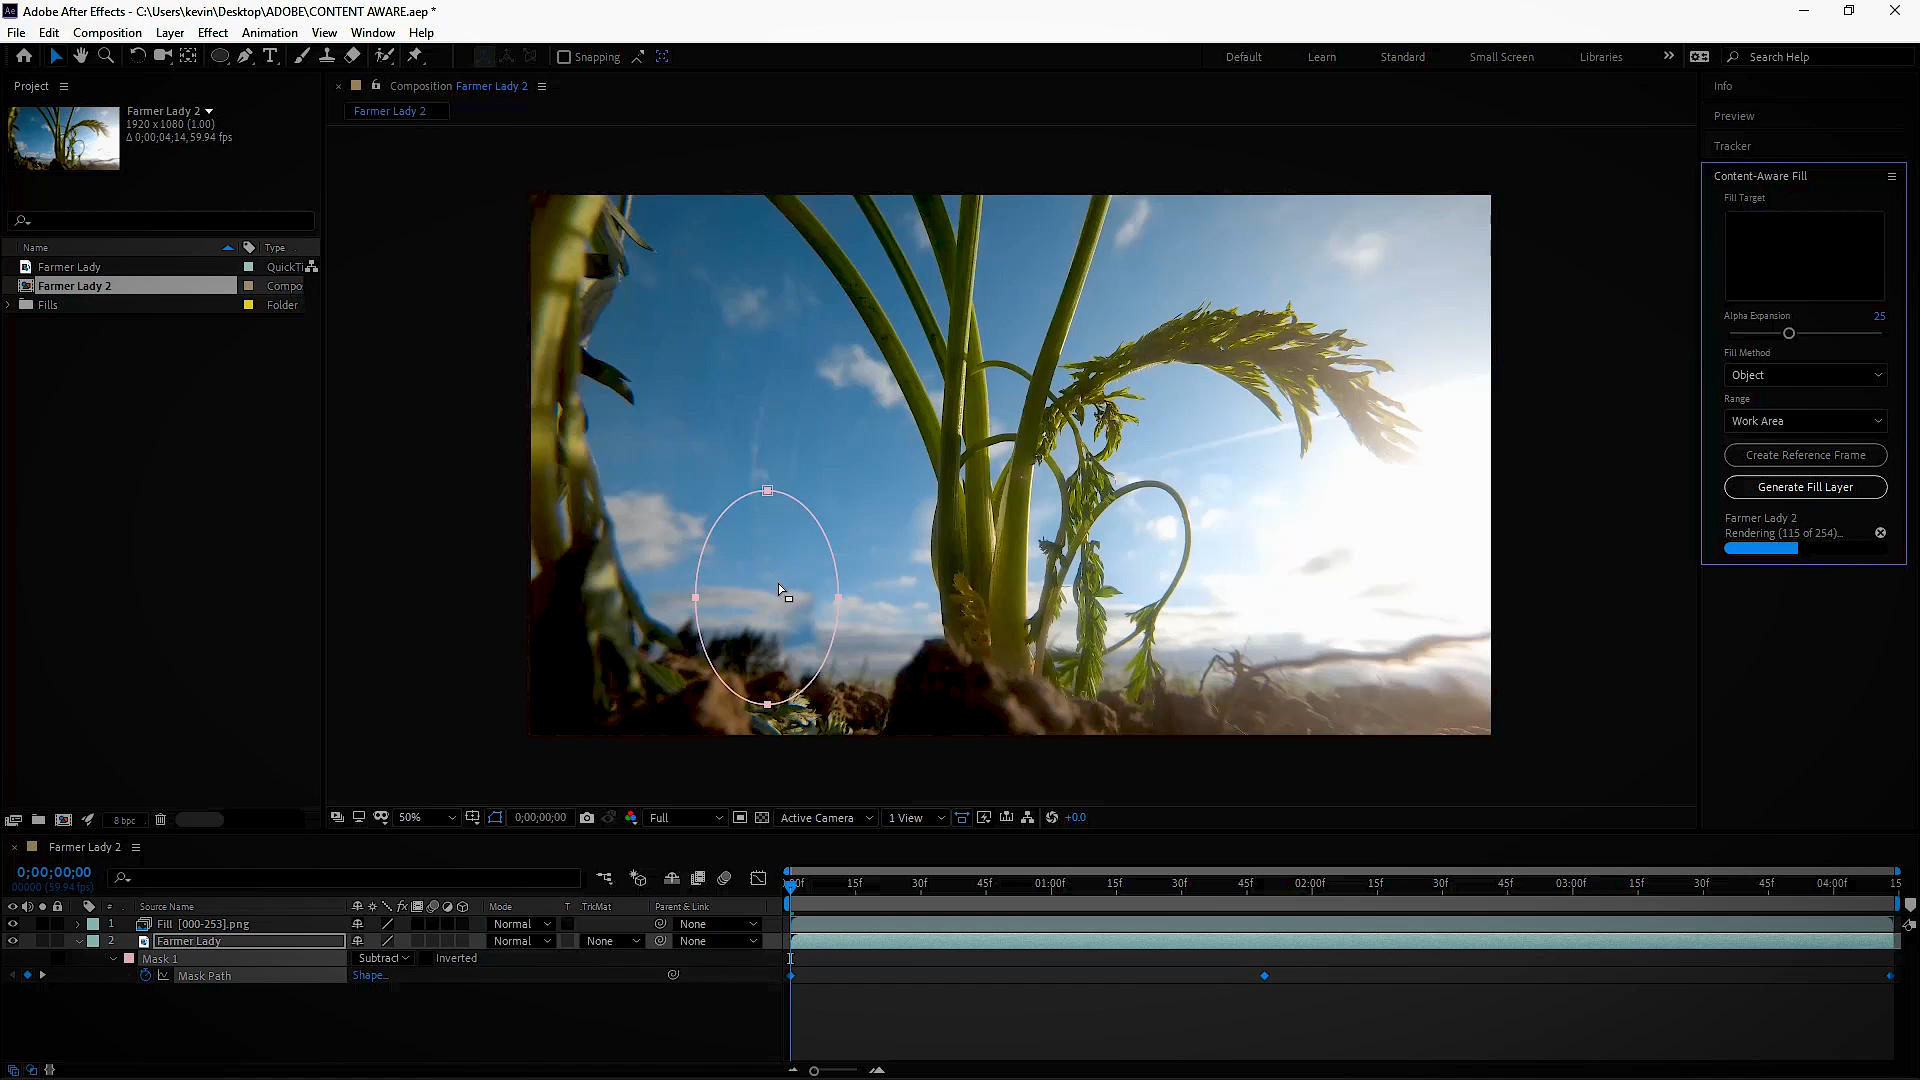 Adobe After Effects - C:\Users\kevin\Desktop\ADOBE\CONTENT AWARE.aep *
File Edit Composition Layer Effect Animation View Window Help
Snapping Default Learn Standard Small Screen Libraries Search Help
Project
Farmer Lady 2
1920 x 1080 (1.00)
Δ 0;00;04;14, 59.94 fps
Name Type
Farmer Lady QuickTi
Farmer Lady 2 Compo
Fills Folder
8 bpc
Composition Farmer Lady 2
Farmer Lady 2
50% 0;00;00;00 Full Active Camera 1 View +0.0
Info
Preview
Tracker
Content-Aware Fill
Fill Target
Alpha Expansion 25
Fill Method
Object
Range
Work Area
Create Reference Frame
Generate Fill Layer
Farmer Lady 2
Rendering (115 of 254)...
Farmer Lady 2
0;00;00;00
00000 (59.94 fps)
:00f 15f 30f 45f 01:00f 15f 30f 45f 02:00f 15f 30f 45f 03:00f 15f 30f 45f 04:00f 15
# Source Name Mode T .TrkMat Parent & Link
1 Fill_[000-253].png Normal None
2 Farmer Lady Normal None None
Mask 1 Subtract Inverted
Mask Path Shape...